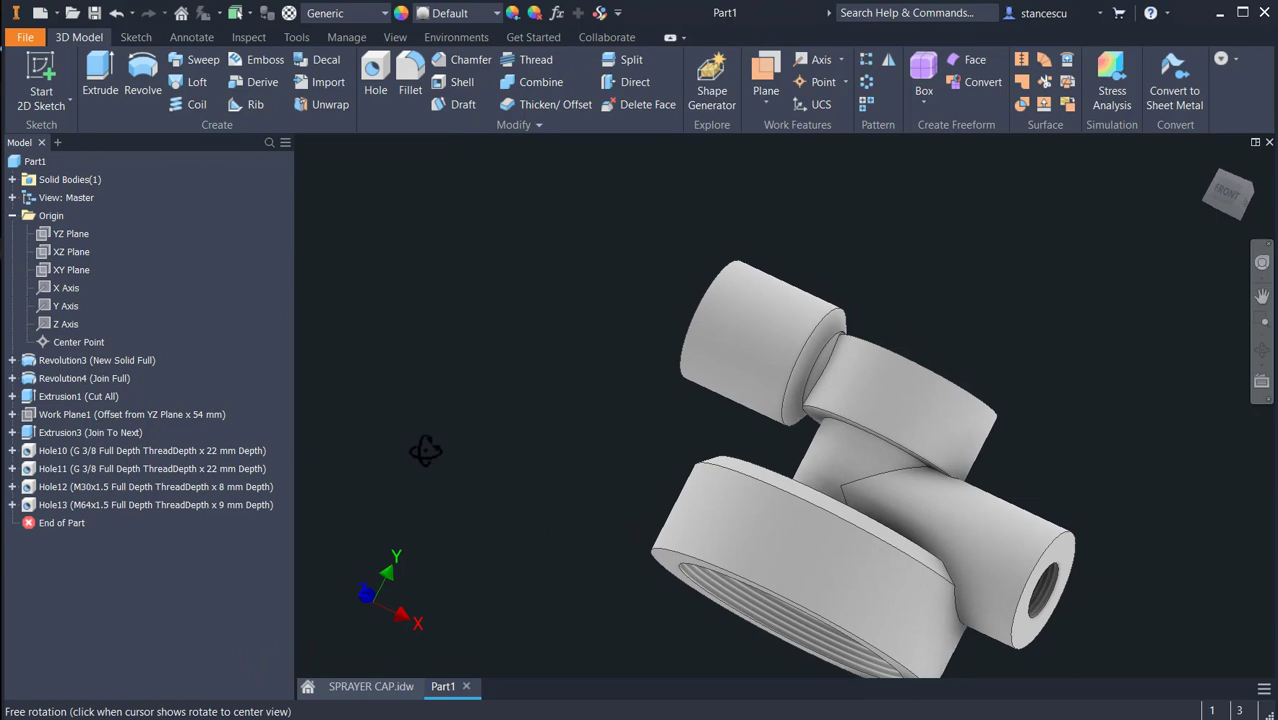 Generic
Default
Part1
Search Help & Commands...
stancescu
File
3D Model
Sketch
Annotate
Inspect
Tools
Manage
View
Environments
Get Started
Collaborate
Start
2D Sketch
Extrude
Revolve
Sweep
Loft
Coil
Emboss
Derive
Rib
Decal
Import
Unwrap
Hole
Fillet
Chamfer
Shell
Draft
Thread
Combine
Thicken/ Offset
Split
Direct
Delete Face
Shape
Generator
Plane
Axis
Point
UCS
Box
Face
Convert
Stress
Analysis
Convert to
Sheet Metal
Sketch
Create
Modify
Explore
Work Features
Pattern
Create Freeform
Surface
Simulation
Convert
Model
Part1
Solid Bodies(1)
View: Master
Origin
YZ Plane
XZ Plane
XY Plane
X Axis
Y Axis
Z Axis
Center Point
Revolution3 (New Solid Full)
Revolution4 (Join Full)
Extrusion1 (Cut All)
Work Plane1 (Offset from YZ Plane x 54 mm)
Extrusion3 (Join To Next)
Hole10 (G 3/8 Full Depth ThreadDepth x 22 mm Depth)
Hole11 (G 3/8 Full Depth ThreadDepth x 22 mm Depth)
Hole12 (M30x1.5 Full Depth ThreadDepth x 8 mm Depth)
Hole13 (M64x1.5 Full Depth ThreadDepth x 9 mm Depth)
End of Part
FRONT
Y
Z
X
SPRAYER CAP.idw
Part1
Free rotation (click when cursor shows rotate to center view)
1
3